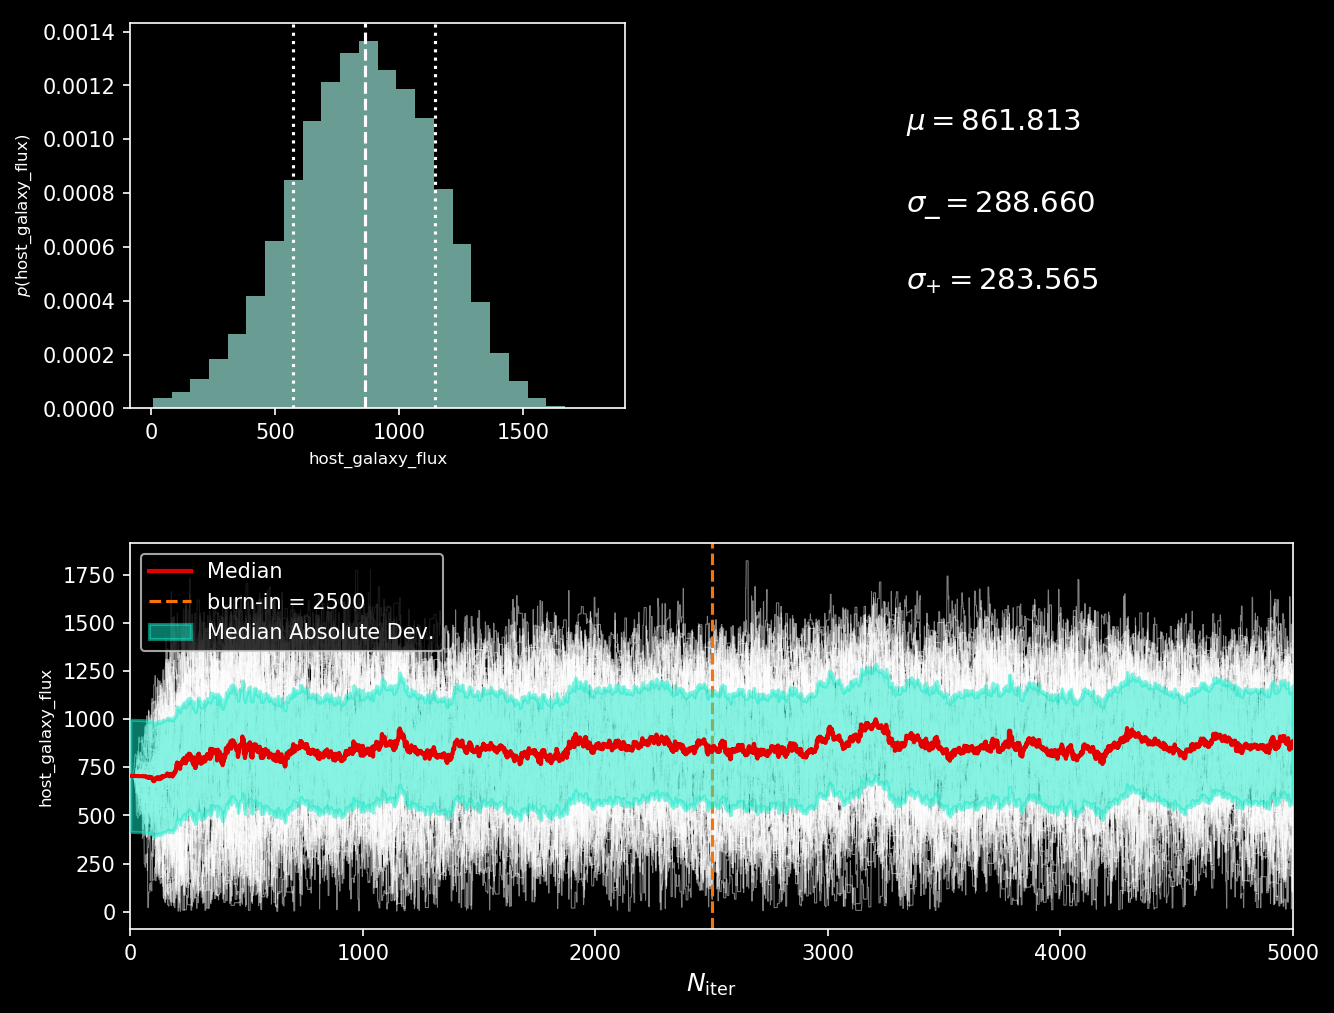 0.0014
0.0012
0.0010
0.0008
0.0006
0.0004
0.0002
0.0000
p(host_galaxy_flux)
0 500 1000 1500
host_galaxy_flux
μ = 861.813
σ₋ = 288.660
σ₊ = 283.565
Median
burn-in = 2500
Median Absolute Dev.
1750
1500
1250
1000
750
500
250
0
host_galaxy_flux
0 1000 2000 3000 4000 5000
N_iter